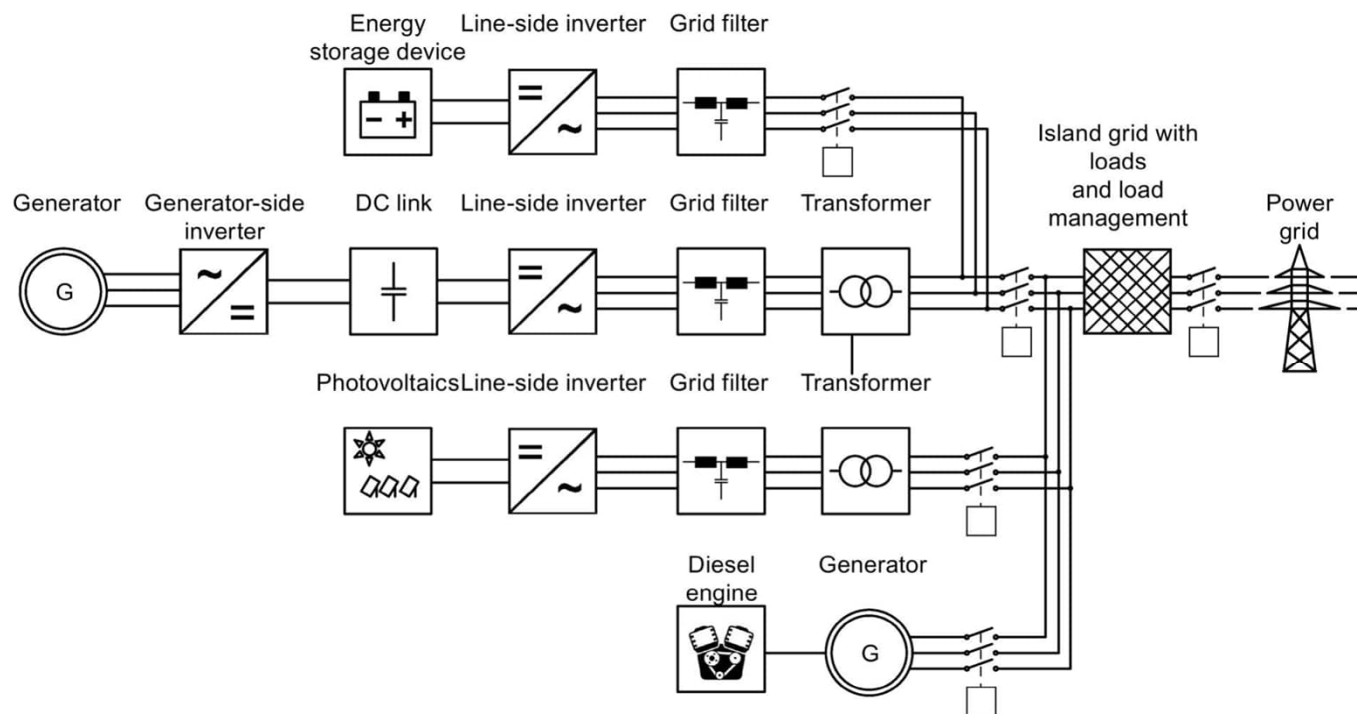 Energy
storage device
Line-side inverter
Grid filter
Island grid with
loads
and load
management
Generator
Generator-side
inverter
DC link
Line-side inverter
Grid filter
Transformer
Power
grid
G
Photovoltaics
Line-side inverter
Grid filter
Transformer
Diesel
engine
Generator
G